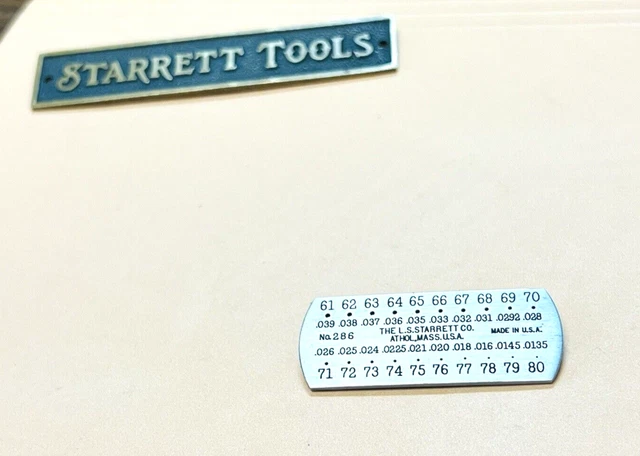 STARRETT TOOLS
61 62 63 64 65 66 67 68 69 70
.039 .038 .037 .036 .035 .033 .032 .031 .0292 .028
No. 286 THE L.S. STARRETT CO. MADE IN U.S.A.
ATHOL, MASS. U.S.A.
.026 .025 .024 .0225 .021 .020 .018 .016 .0145 .0135
71 72 73 74 75 76 77 78 79 80